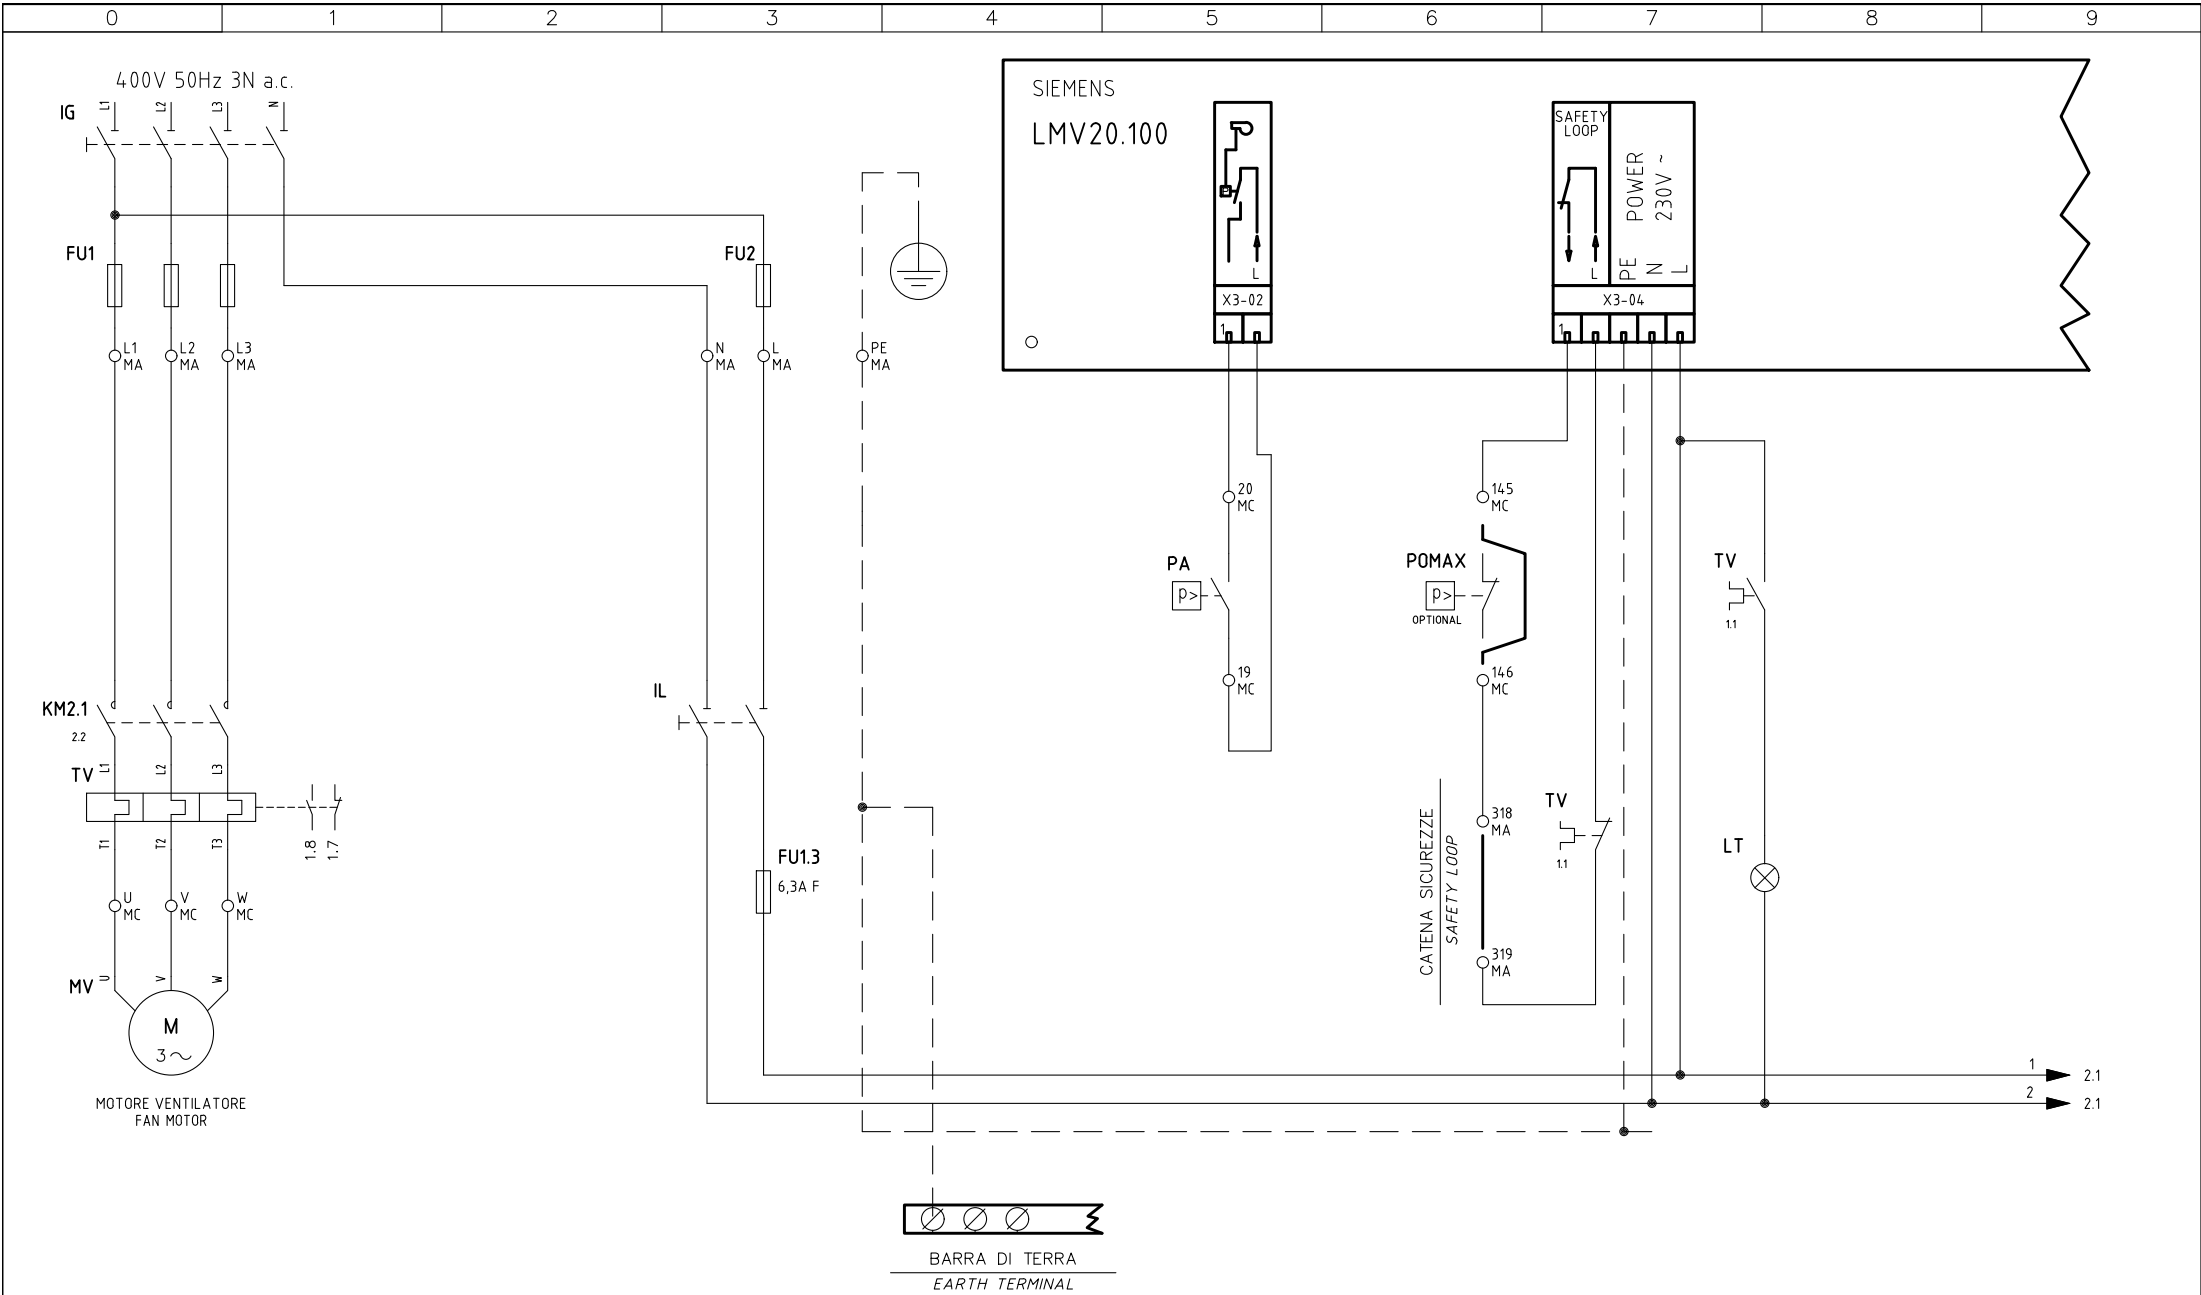 0 1 2 3 4 5 6 7 8 9
400V 50Hz 3N a.c.
IG
L1 L2 L3 N
FU1
FU2
L1
MA
L2
MA
L3
MA
N
MA
L
MA
PE
MA
KM2.1
2.2
TV
L1 L2 L3
T1 T2 T3
1.8
1.7
U
MC
V
MC
W
MC
MV
U V W
M
3~
MOTORE VENTILATORE
FAN MOTOR
IL
FU1.3
6,3A F
BARRA DI TERRA
EARTH TERMINAL
SIEMENS
LMV20.100
P
L
X3-02
1
SAFETY
LOOP
L
POWER
230V ~
PE
N
L
X3-04
1
20
MC
PA
P>
19
MC
145
MC
POMAX
P>
OPTIONAL
146
MC
CATENA SICUREZZE
SAFETY LOOP
318
MA
319
MA
TV
1.1
TV
1.1
LT
1
2.1
2
2.1